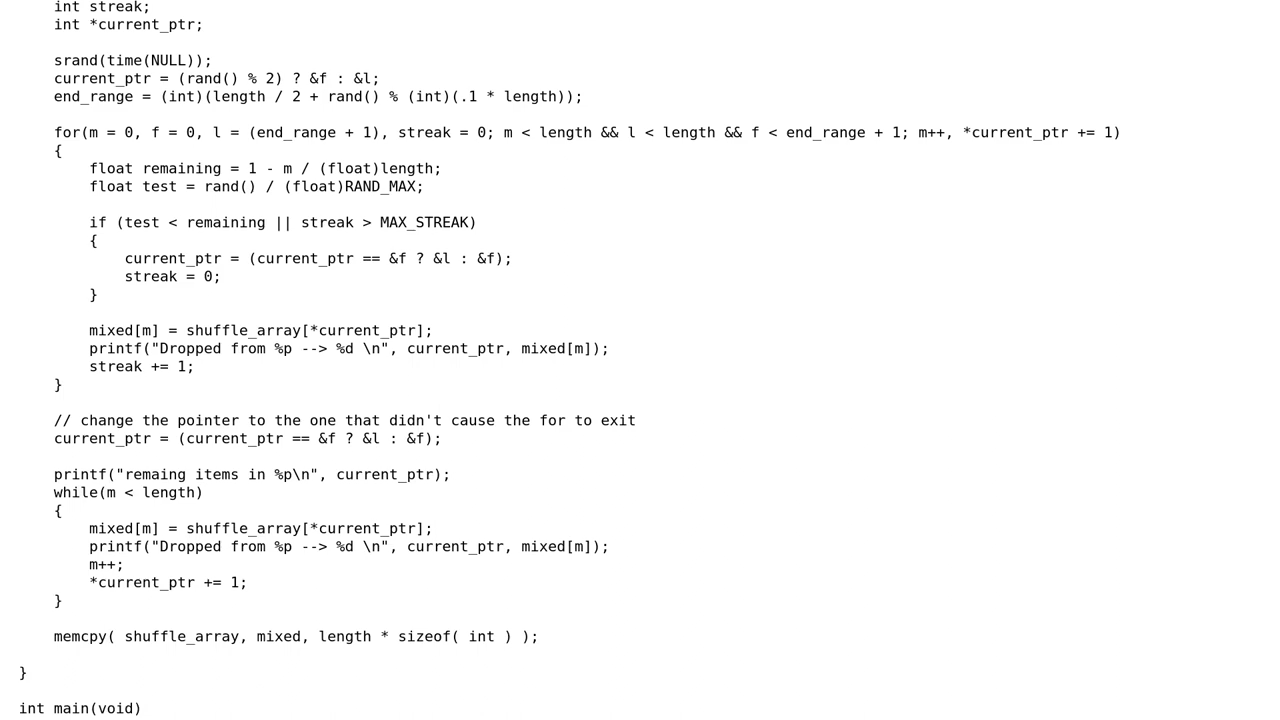 int streak;
int *current_ptr;
srand(time(NULL));
current_ptr = (rand() % 2) ? &f : &l;
end_range = (int)(length / 2 + rand() % (int)(.1 * length));
for(m = 0, f = 0, l = (end_range + 1), streak = 0; m < length && l < length && f < end_range + 1; m++, *current_ptr += 1)
{
float remaining = 1 - m / (float)length;
float test = rand() / (float)RAND_MAX;
if (test < remaining || streak > MAX_STREAK)
{
current_ptr = (current_ptr == &f ? &l : &f);
streak = 0;
}
mixed[m] = shuffle_array[*current_ptr];
printf("Dropped from %p --> %d \n", current_ptr, mixed[m]);
streak += 1;
}
// change the pointer to the one that didn't cause the for to exit
current_ptr = (current_ptr == &f ? &l : &f);
printf("remaing items in %p\n", current_ptr);
while(m < length)
{
mixed[m] = shuffle_array[*current_ptr];
printf("Dropped from %p --> %d \n", current_ptr, mixed[m]);
m++;
*current_ptr += 1;
}
memcpy( shuffle_array, mixed, length * sizeof( int ) );
}
int main(void)